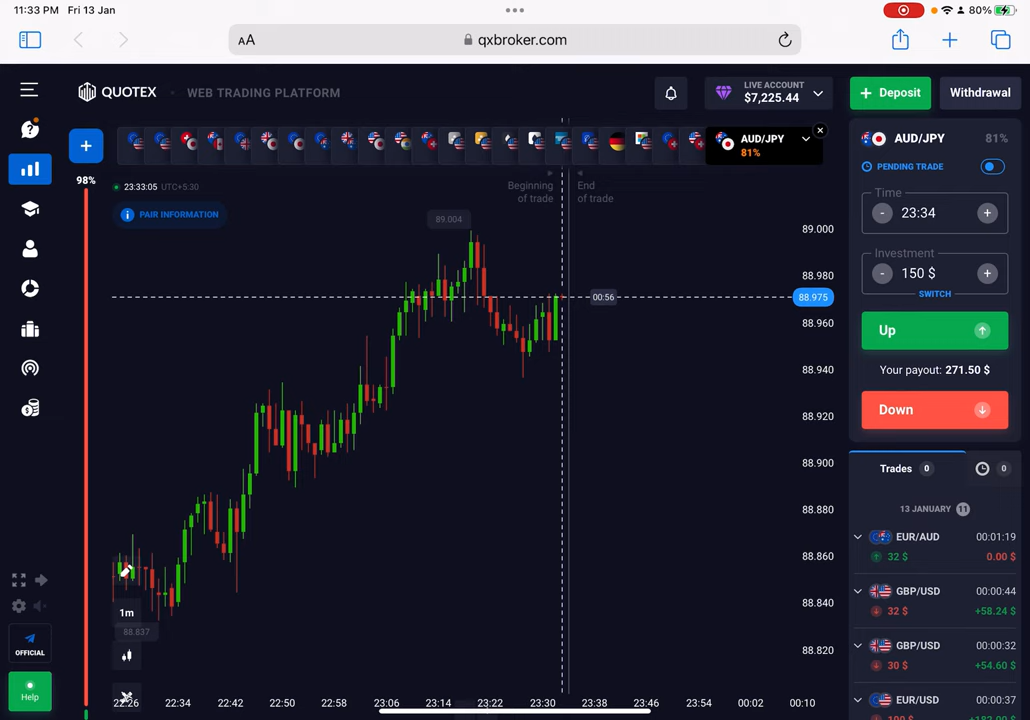 11:33 PM Fri 13 Jan
80%
AA
qxbroker.com
QUOTEX
WEB TRADING PLATFORM
LIVE ACCOUNT
$7,225.44
+ Deposit
Withdrawal
+
AUD/JPY
81%
AUD/JPY
81%
98%
23:33:05 UTC+5:30
Beginning
of trade
End
of trade
PENDING TRADE
PAIR INFORMATION
Time
- 23:34 +
Investment
- 150 $ +
SWITCH
89.004
00:56
89.000
88.980
88.975
88.960
88.940
88.920
88.900
88.880
88.860
88.840
88.820
Up
Your payout: 271.50 $
Down
Trades 0
0
13 JANUARY 11
EUR/AUD 00:01:19
32 $ 0.00 $
GBP/USD 00:00:44
32 $ +58.24 $
GBP/USD 00:00:32
30 $ +54.60 $
EUR/USD 00:00:37
1m
88.837
OFFICIAL
Help
22:26 22:34 22:42 22:50 22:58 23:06 23:14 23:22 23:30 23:38 23:46 23:54 00:02 00:10